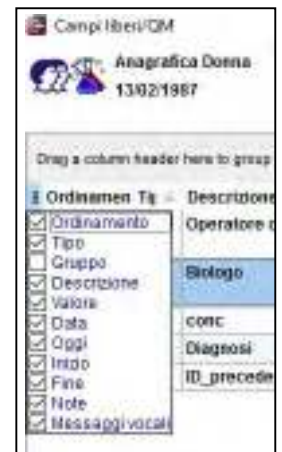 Campi liberi/QM
Anagrafica Donna
13/02/1987
Drag a column header here to group
Ordinamen Tip Descrizione
Ordinamento
Tipo
Gruppo
Descrizione
Valore
Data
Oggi
Inizio
Fine
Note
Messaggi vocali
Operatore c
Biologo
conc
Diagnosi
ID_precede